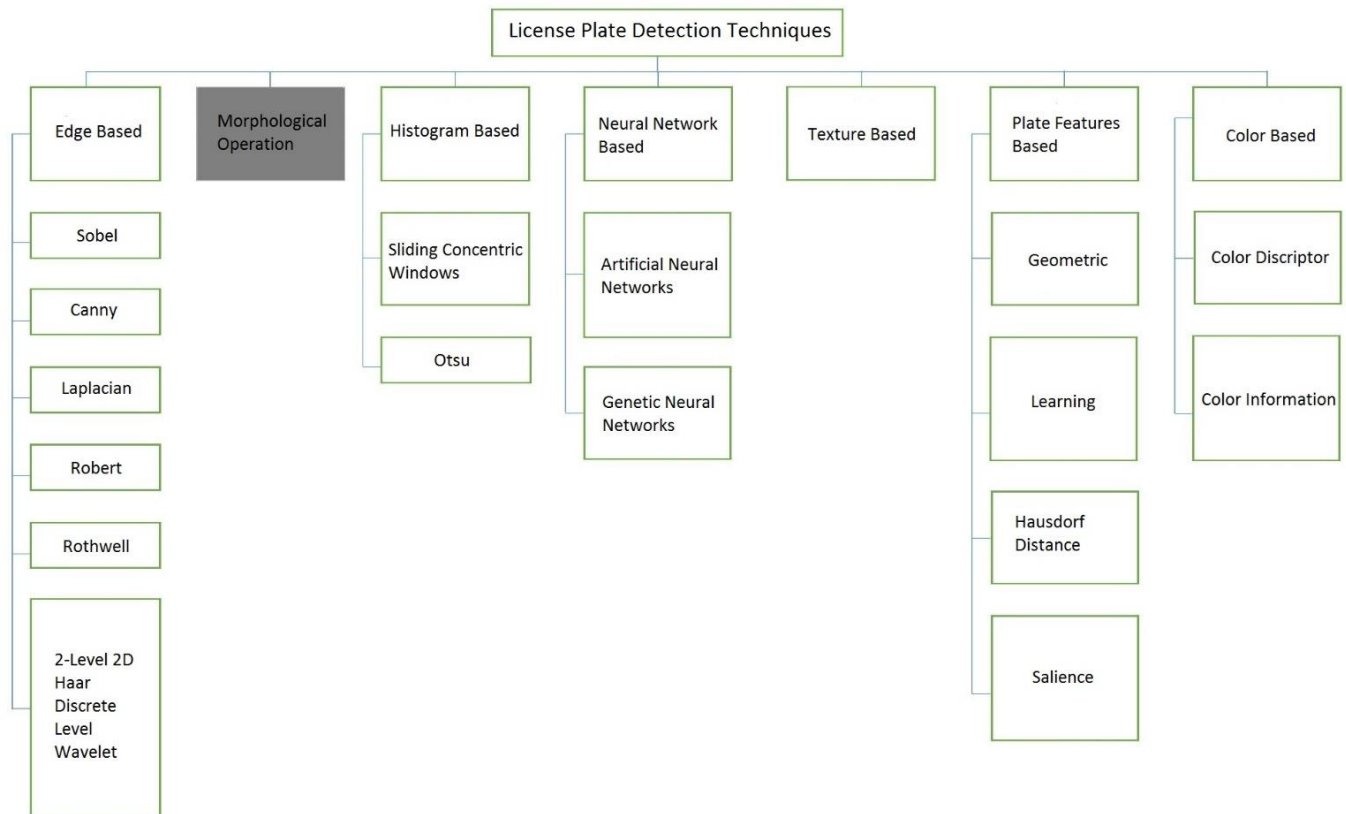 License Plate Detection Techniques
Edge Based
Sobel
Canny
Laplacian
Robert
Rothwell
2-Level 2D
Haar
Discrete
Level
Wavelet
Morphological
Operation
Histogram Based
Sliding Concentric
Windows
Otsu
Neural Network
Based
Artificial Neural
Networks
Genetic Neural
Networks
Texture Based
Plate Features
Based
Geometric
Learning
Hausdorf
Distance
Salience
Color Based
Color Discriptor
Color Information